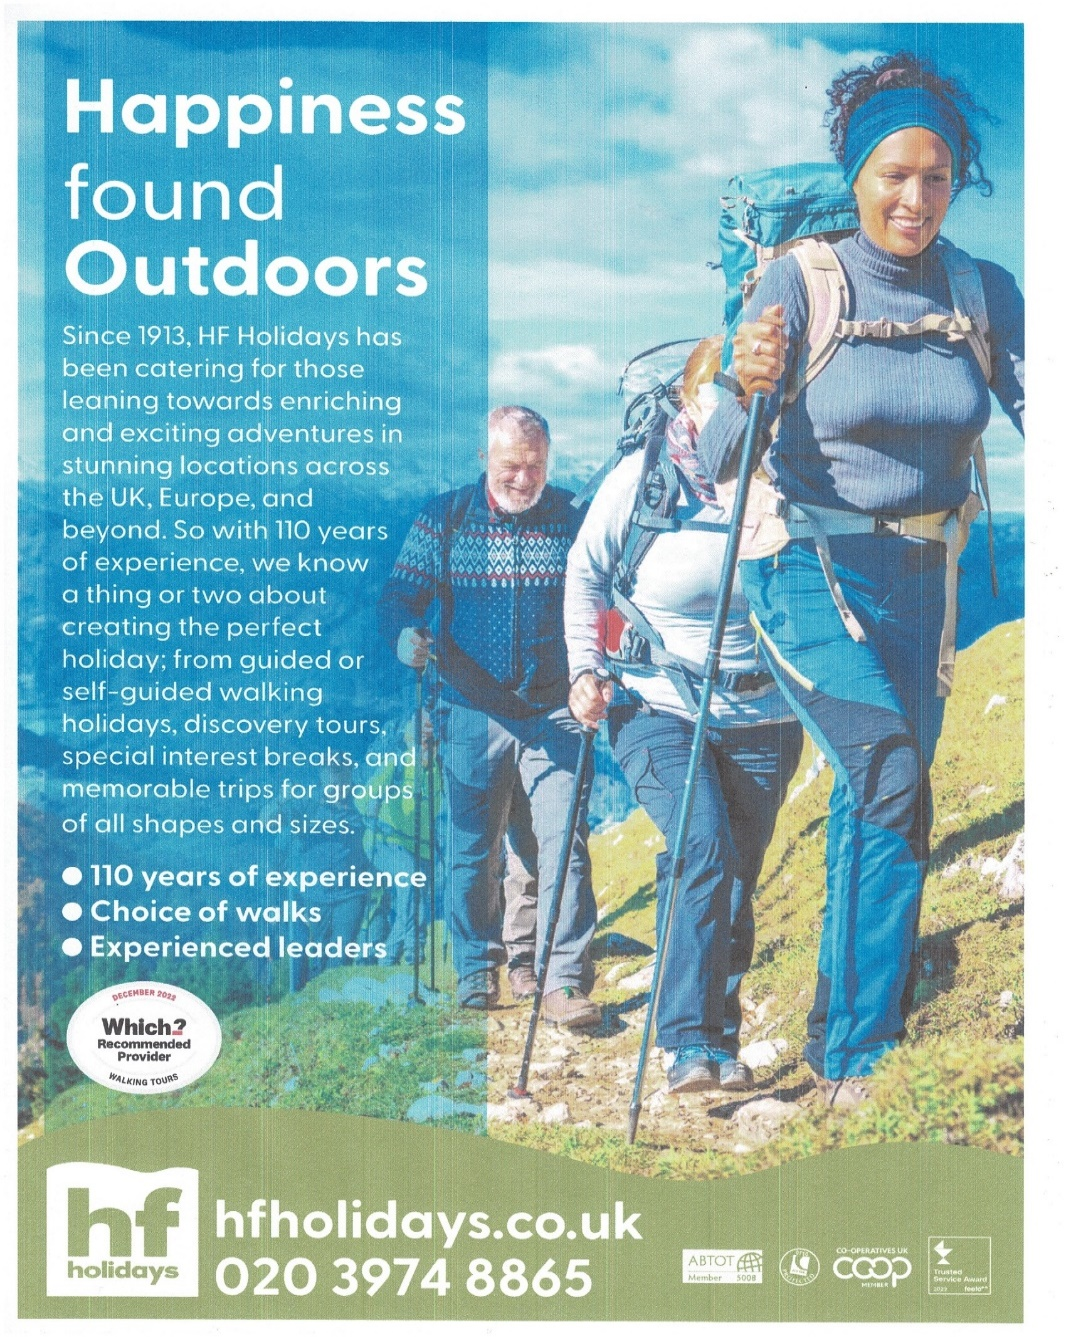 Happiness
found
Outdoors
Since 1913, HF Holidays has
been catering for those
leaning towards enriching
and exciting adventures in
stunning locations across
the UK, Europe, and
beyond. So with 110 years
of experience, we know
a thing or two about
creating the perfect
holiday; from guided or
self-guided walking
holidays, discovery tours,
special interest breaks, and
memorable trips for groups
of all shapes and sizes.
● 110 years of experience
● Choice of walks
● Experienced leaders
DECEMBER 2022
Which?
Recommended
Provider
WALKING TOURS
hf
holidays
hfholidays.co.uk
020 3974 8865
ABTOT
Member 5008
PROTECTED
CO-OPERATIVES UK
COOP
MEMBER
Trusted
Service Award
2023 feefo